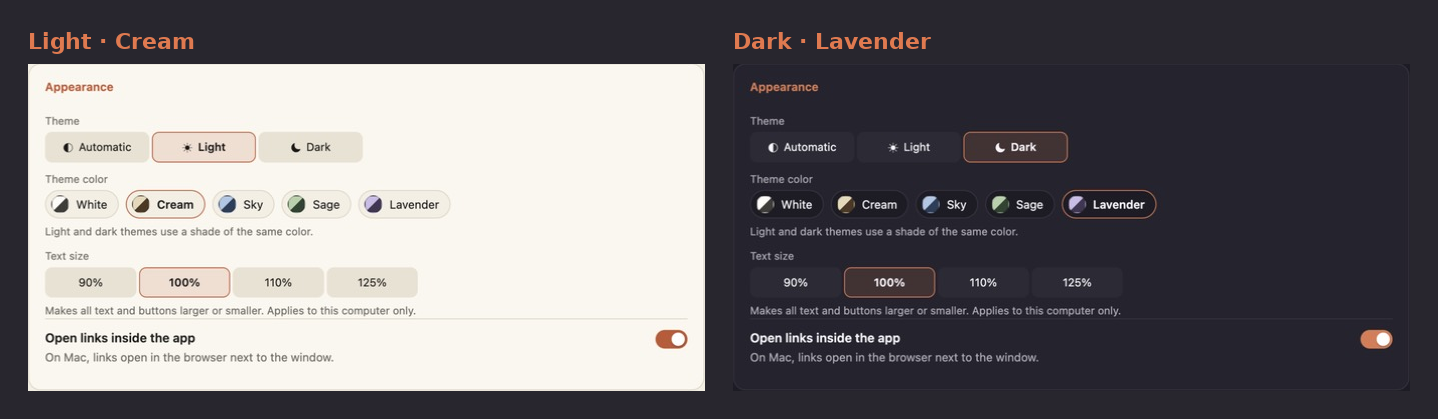 Light · Cream
Appearance
Theme
Automatic Light Dark
Theme color
White Cream Sky Sage Lavender
Light and dark themes use a shade of the same color.
Text size
90% 100% 110% 125%
Makes all text and buttons larger or smaller. Applies to this computer only.
Open links inside the app
On Mac, links open in the browser next to the window.
Dark · Lavender
Appearance
Theme
Automatic Light Dark
Theme color
White Cream Sky Sage Lavender
Light and dark themes use a shade of the same color.
Text size
90% 100% 110% 125%
Makes all text and buttons larger or smaller. Applies to this computer only.
Open links inside the app
On Mac, links open in the browser next to the window.